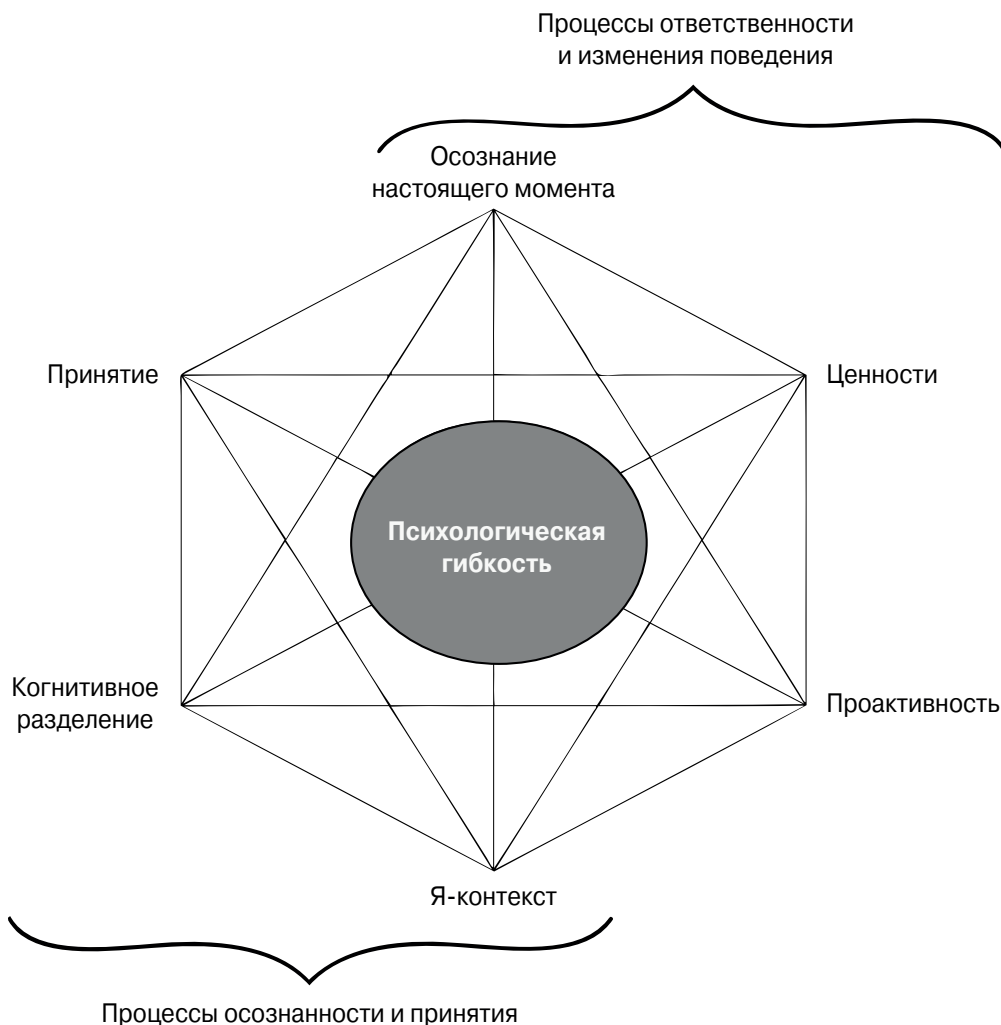 Процессы ответственности
и изменения поведения
Осознание
настоящего момента
Принятие
Ценности
Психологическая
гибкость
Когнитивное
разделение
Проактивность
Я-контекст
Процессы осознанности и принятия